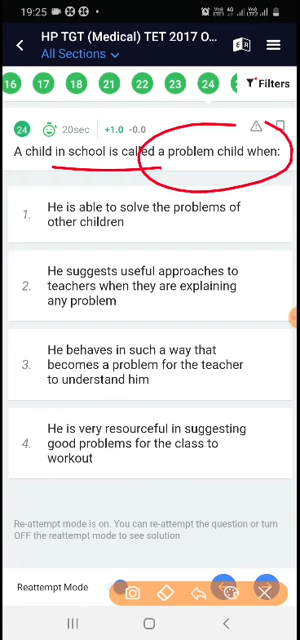 19:25
HP TGT (Medical) TET 2017 O...
All Sections
16 17 18 21 22 23 24
Filters
24 20sec +1.0 -0.0
A child in school is called a problem child when:
1. He is able to solve the problems of
other children
2. He suggests useful approaches to
teachers when they are explaining
any problem
3. He behaves in such a way that
becomes a problem for the teacher
to understand him
4. He is very resourceful in suggesting
good problems for the class to
workout
Re-attempt mode is on. You can re-attempt the question or turn
OFF the reattempt mode to see solution
Reattempt Mode